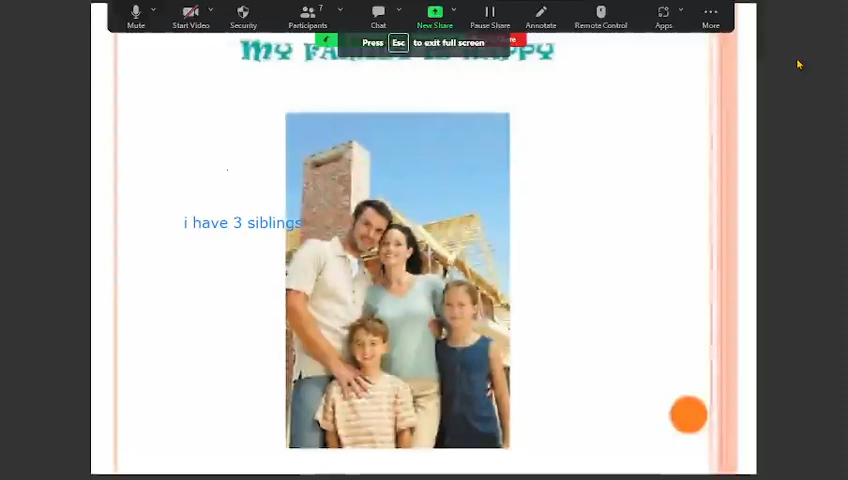 Mute
Start Video
Security
Participants
7
Chat
New Share
Pause Share
Annotate
Remote Control
Apps
More
Press Esc to exit full screen
My
i have 3 siblings